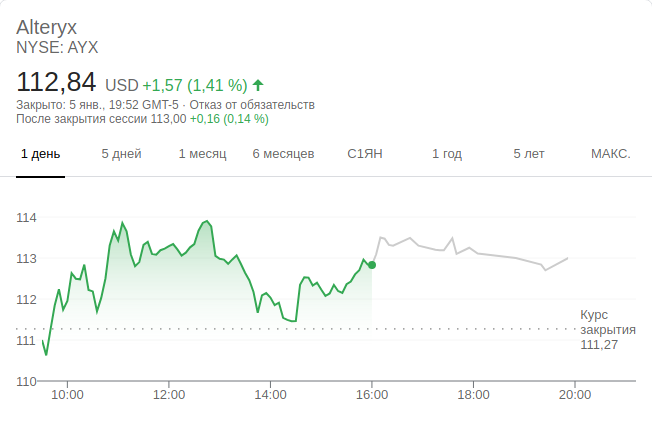 Alteryx
NYSE: AYX
112,84 USD +1,57 (1,41 %)
Закрыто: 5 янв., 19:52 GMT-5 · Отказ от обязательств
После закрытия сессии 113,00 +0,16 (0,14 %)
1 день 5 дней 1 месяц 6 месяцев С1ЯН 1 год 5 лет МАКС.
114
113
112
111
110
Курс
закрытия
111,27
10:00 12:00 14:00 16:00 18:00 20:00